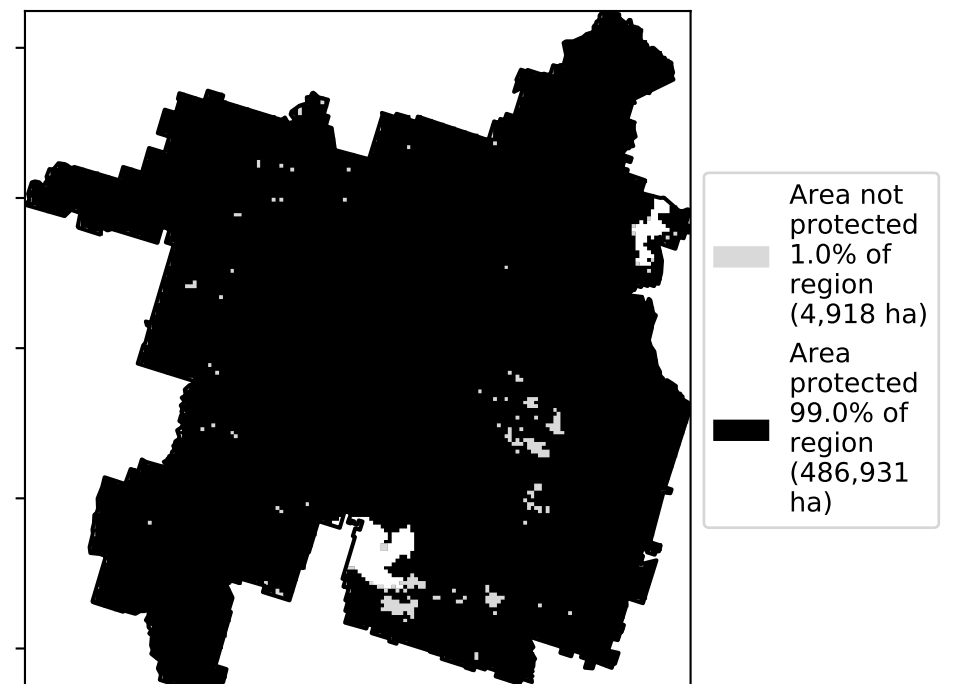 Area not
protected
1.0% of
region
(4,918 ha)
Area
protected
99.0% of
region
(486,931
ha)